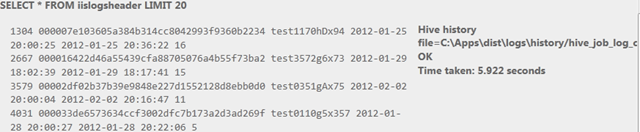 SELECT * FROM iislogsheader LIMIT 20
1304 000007e103605a384b314cc8042993f9360b2234 test1170hDx94 2012-01-25
20:00:25 2012-01-25 20:36:22 16
2667 000016422d46a55439cfa88705076a4b55f73ba2 test3572g6x73 2012-01-29
18:02:39 2012-01-29 18:17:41 15
3579 00002df02b37b39e9848e227d1552128d8ebb0d0 test0351gAx75 2012-02-02
20:00:04 2012-02-02 20:16:47 11
4031 000033de6573634ccf3002dfc7b173a2d3ad269f test0110g5x357 2012-01-
28 20:00:27 2012-01-28 20:22:06 5
Hive history
file=C:\Apps\dist\logs\history/hive_job_log_c
OK
Time taken: 5.922 seconds